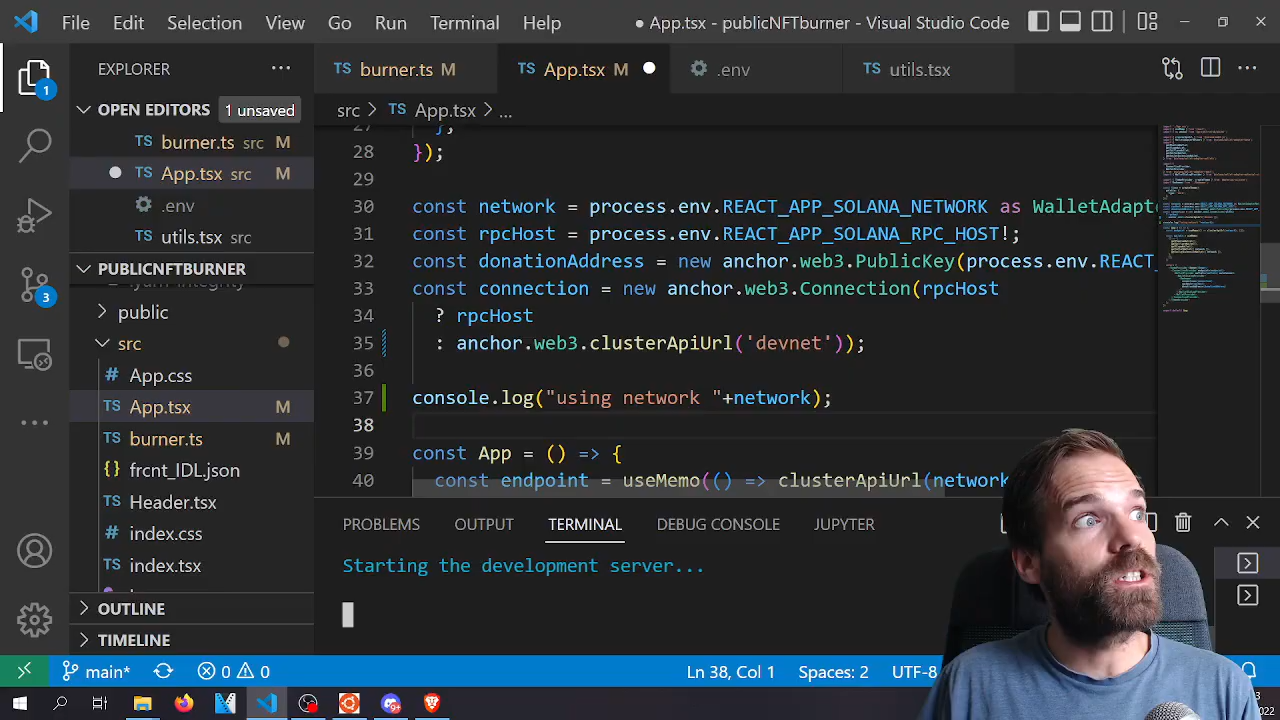 File Edit Selection View Go Run Terminal Help
App.tsx - publicNFTburner - Visual Studio Code
EXPLORER
OPEN EDITORS 1 unsaved
TS burner.ts src M
TS App.tsx src M
.env
TS utils.tsx src M
PUBLICNFTBURNER
public
src
App.css
TS App.tsx M
TS burner.ts M
{} frcnt_IDL.json
TS Header.tsx
index.css
TS index.tsx
OUTLINE
TIMELINE
1
3
TS burner.ts M TS App.tsx M .env TS utils.tsx
src > TS App.tsx > ...
27 };
28 });
29
30 const network = process.env.REACT_APP_SOLANA_NETWORK as WalletAdapt
31 const rpcHost = process.env.REACT_APP_SOLANA_RPC_HOST!;
32 const donationAddress = new anchor.web3.PublicKey(process.env.REACT_
33 const connection = new anchor.web3.Connection(rpcHost
34 ? rpcHost
35 : anchor.web3.clusterApiUrl('devnet'));
36
37 console.log("using network "+network);
38
39 const App = () => {
40 const endpoint = useMemo(() => clusterApiUrl(network
PROBLEMS OUTPUT TERMINAL DEBUG CONSOLE JUPYTER
Starting the development server...
main* 0 0 Ln 38, Col 1 Spaces: 2 UTF-8
2022